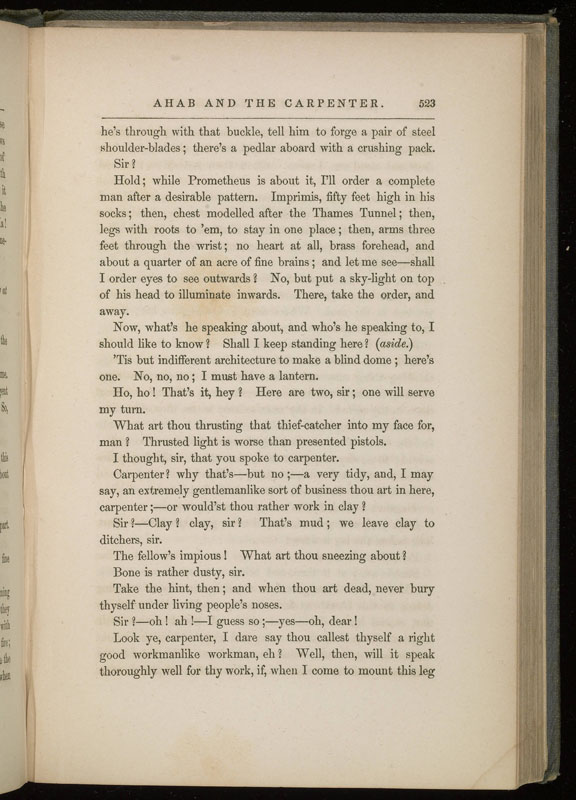 AHAB AND THE CARPENTER. 523
he's through with that buckle, tell him to forge a pair of steel
shoulder-blades; there's a pedlar aboard with a crushing pack.
Sir?
Hold; while Prometheus is about it, I'll order a complete
man after a desirable pattern. Imprimis, fifty feet high in his
socks; then, chest modelled after the Thames Tunnel; then,
legs with roots to 'em, to stay in one place; then, arms three
feet through the wrist; no heart at all, brass forehead, and
about a quarter of an acre of fine brains; and let me see—shall
I order eyes to see outwards? No, but put a sky-light on top
of his head to illuminate inwards. There, take the order, and
away.
Now, what's he speaking about, and who's he speaking to, I
should like to know? Shall I keep standing here? (aside.)
'Tis but indifferent architecture to make a blind dome; here's
one. No, no, no; I must have a lantern.
Ho, ho! That's it, hey? Here are two, sir; one will serve
my turn.
What art thou thrusting that thief-catcher into my face for,
man? Thrusted light is worse than presented pistols.
I thought, sir, that you spoke to carpenter.
Carpenter? why that's—but no;—a very tidy, and, I may
say, an extremely gentlemanlike sort of business thou art in here,
carpenter;—or would'st thou rather work in clay?
Sir?—Clay? clay, sir? That's mud; we leave clay to
ditchers, sir.
The fellow's impious! What art thou sneezing about?
Bone is rather dusty, sir.
Take the hint, then; and when thou art dead, never bury
thyself under living people's noses.
Sir?—oh! ah!—I guess so;—yes—oh, dear!
Look ye, carpenter, I dare say thou callest thyself a right
good workmanlike workman, eh? Well, then, will it speak
thoroughly well for thy work, if, when I come to mount this leg